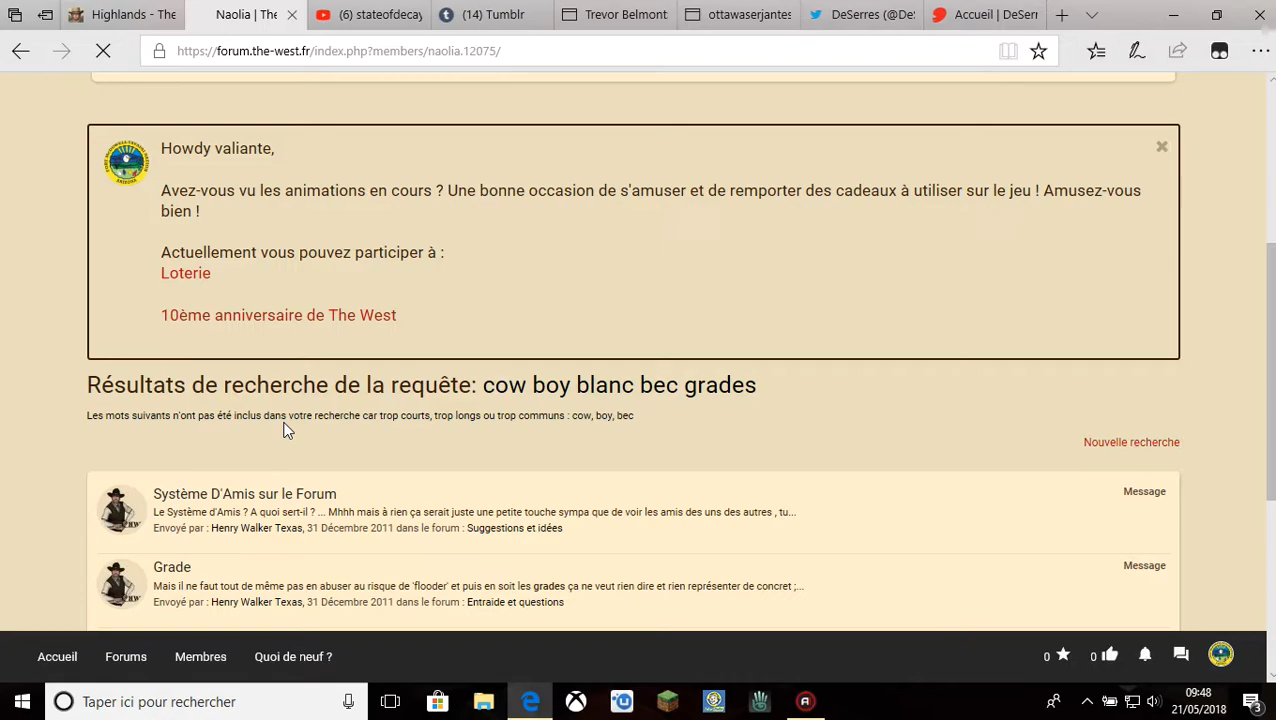 Highlands - The
Naolia | The
(6) stateofdecay
(14) Tumblr
Trevor Belmont
ottawaserjantes
DeSerres (@DeS
Accueil | DeSerr
https://forum.the-west.fr/index.php?members/naolia.12075/
Howdy valiante,
Avez-vous vu les animations en cours ? Une bonne occasion de s'amuser et de remporter des cadeaux à utiliser sur le jeu ! Amusez-vous
bien !
Actuellement vous pouvez participer à :
Loterie
10ème anniversaire de The West
Résultats de recherche de la requête: cow boy blanc bec grades
Les mots suivants n'ont pas été inclus dans votre recherche car trop courts, trop longs ou trop communs : cow, boy, bec
Nouvelle recherche
Système D'Amis sur le Forum
Message
Le Système d'Amis ? A quoi sert-il ? ... Mhhh mais à rien ça serait juste une petite touche sympa que de voir les amis des uns des autres , tu...
Envoyé par : Henry Walker Texas, 31 Décembre 2011 dans le forum : Suggestions et idées
Grade
Message
Mais il ne faut tout de même pas en abuser au risque de 'flooder' et puis en soit les grades ça ne veut rien dire et rien représenter de concret ;...
Envoyé par : Henry Walker Texas, 31 Décembre 2011 dans le forum : Entraide et questions
Accueil
Forums
Membres
Quoi de neuf ?
0
0
Taper ici pour rechercher
09:48
21/05/2018
3